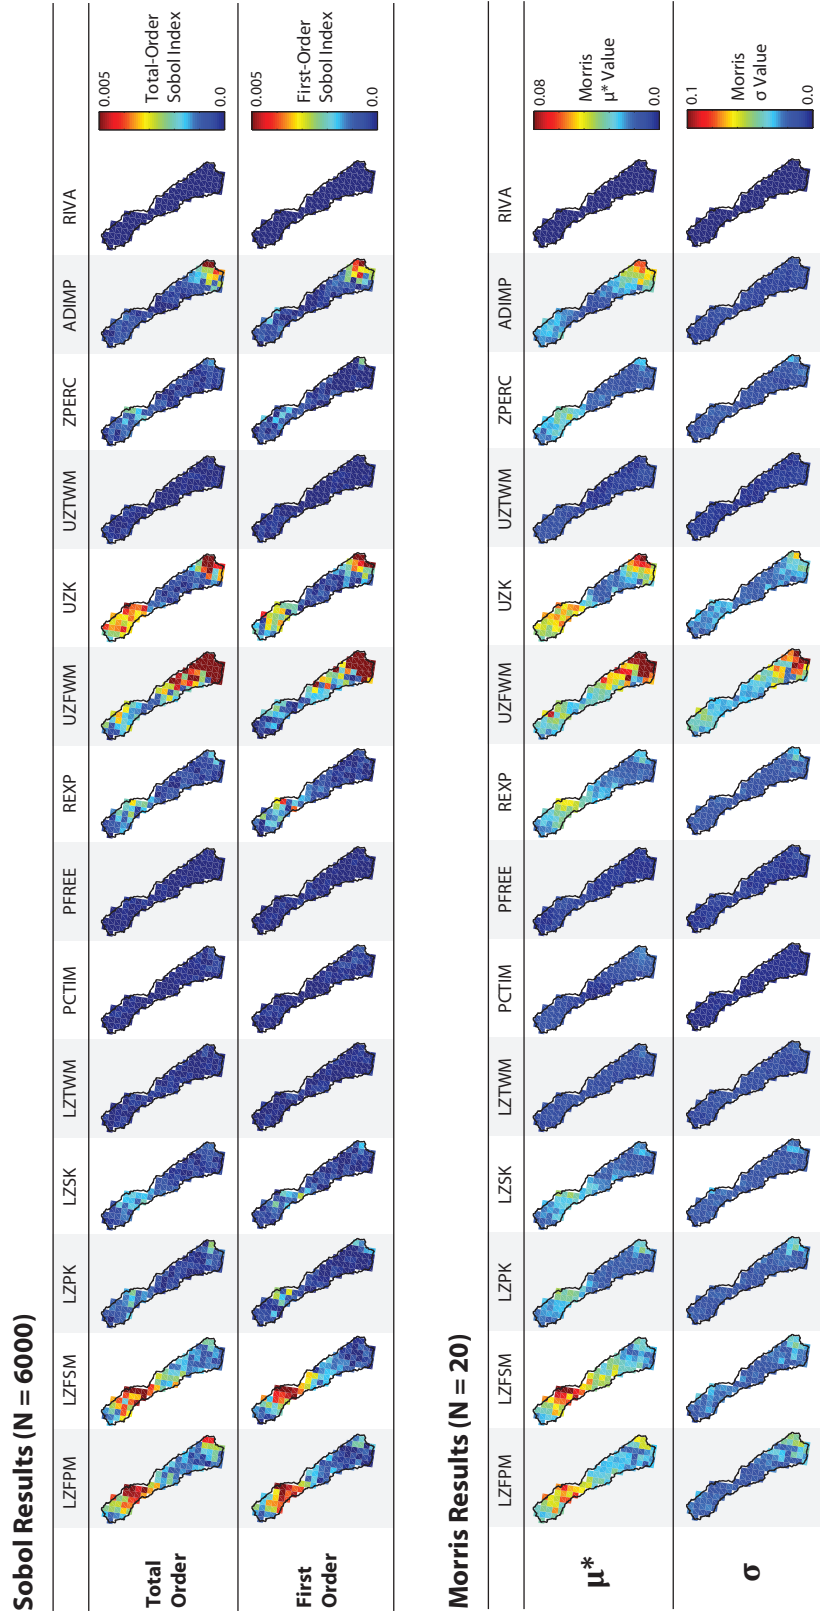 Sobol Results (N = 6000)
LZFPM LZFSM LZPK LZSK LZTWM PCTIM PFREE REXP UZFWM UZK UZTWM ZPERC ADIMP RIVA
Total
Order
0.005
Total-Order
Sobol Index
0.0
First
Order
0.005
First-Order
Sobol Index
0.0
Morris Results (N = 20)
LZFPM LZFSM LZPK LZSK LZTWM PCTIM PFREE REXP UZFWM UZK UZTWM ZPERC ADIMP RIVA
μ*
0.08
Morris
μ* Value
0.0
σ
0.1
Morris
σ Value
0.0